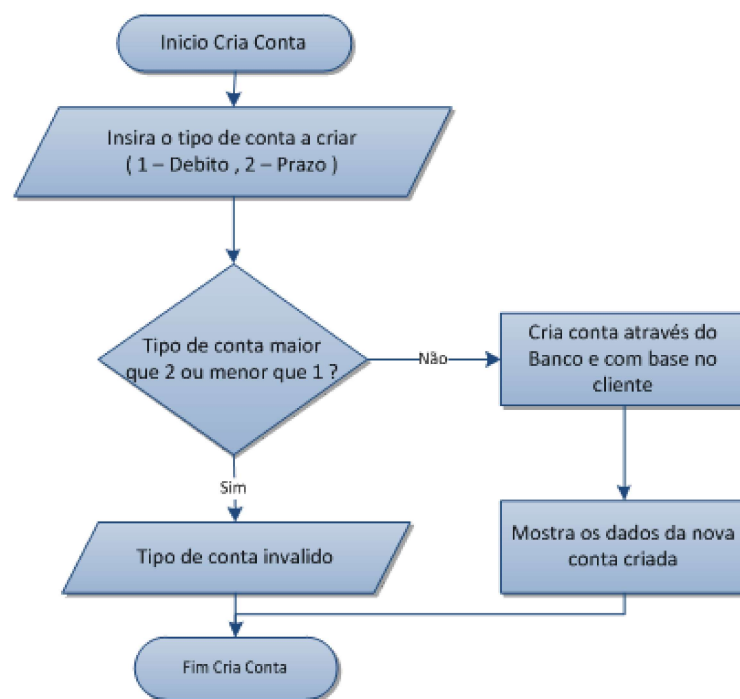 Inicio Cria Conta
Insira o tipo de conta a criar
( 1 – Debito , 2 – Prazo )
Tipo de conta maior
que 2 ou menor que 1 ?
Não
Cria conta através do
Banco e com base no
cliente
Sim
Tipo de conta invalido
Mostra os dados da nova
conta criada
Fim Cria Conta